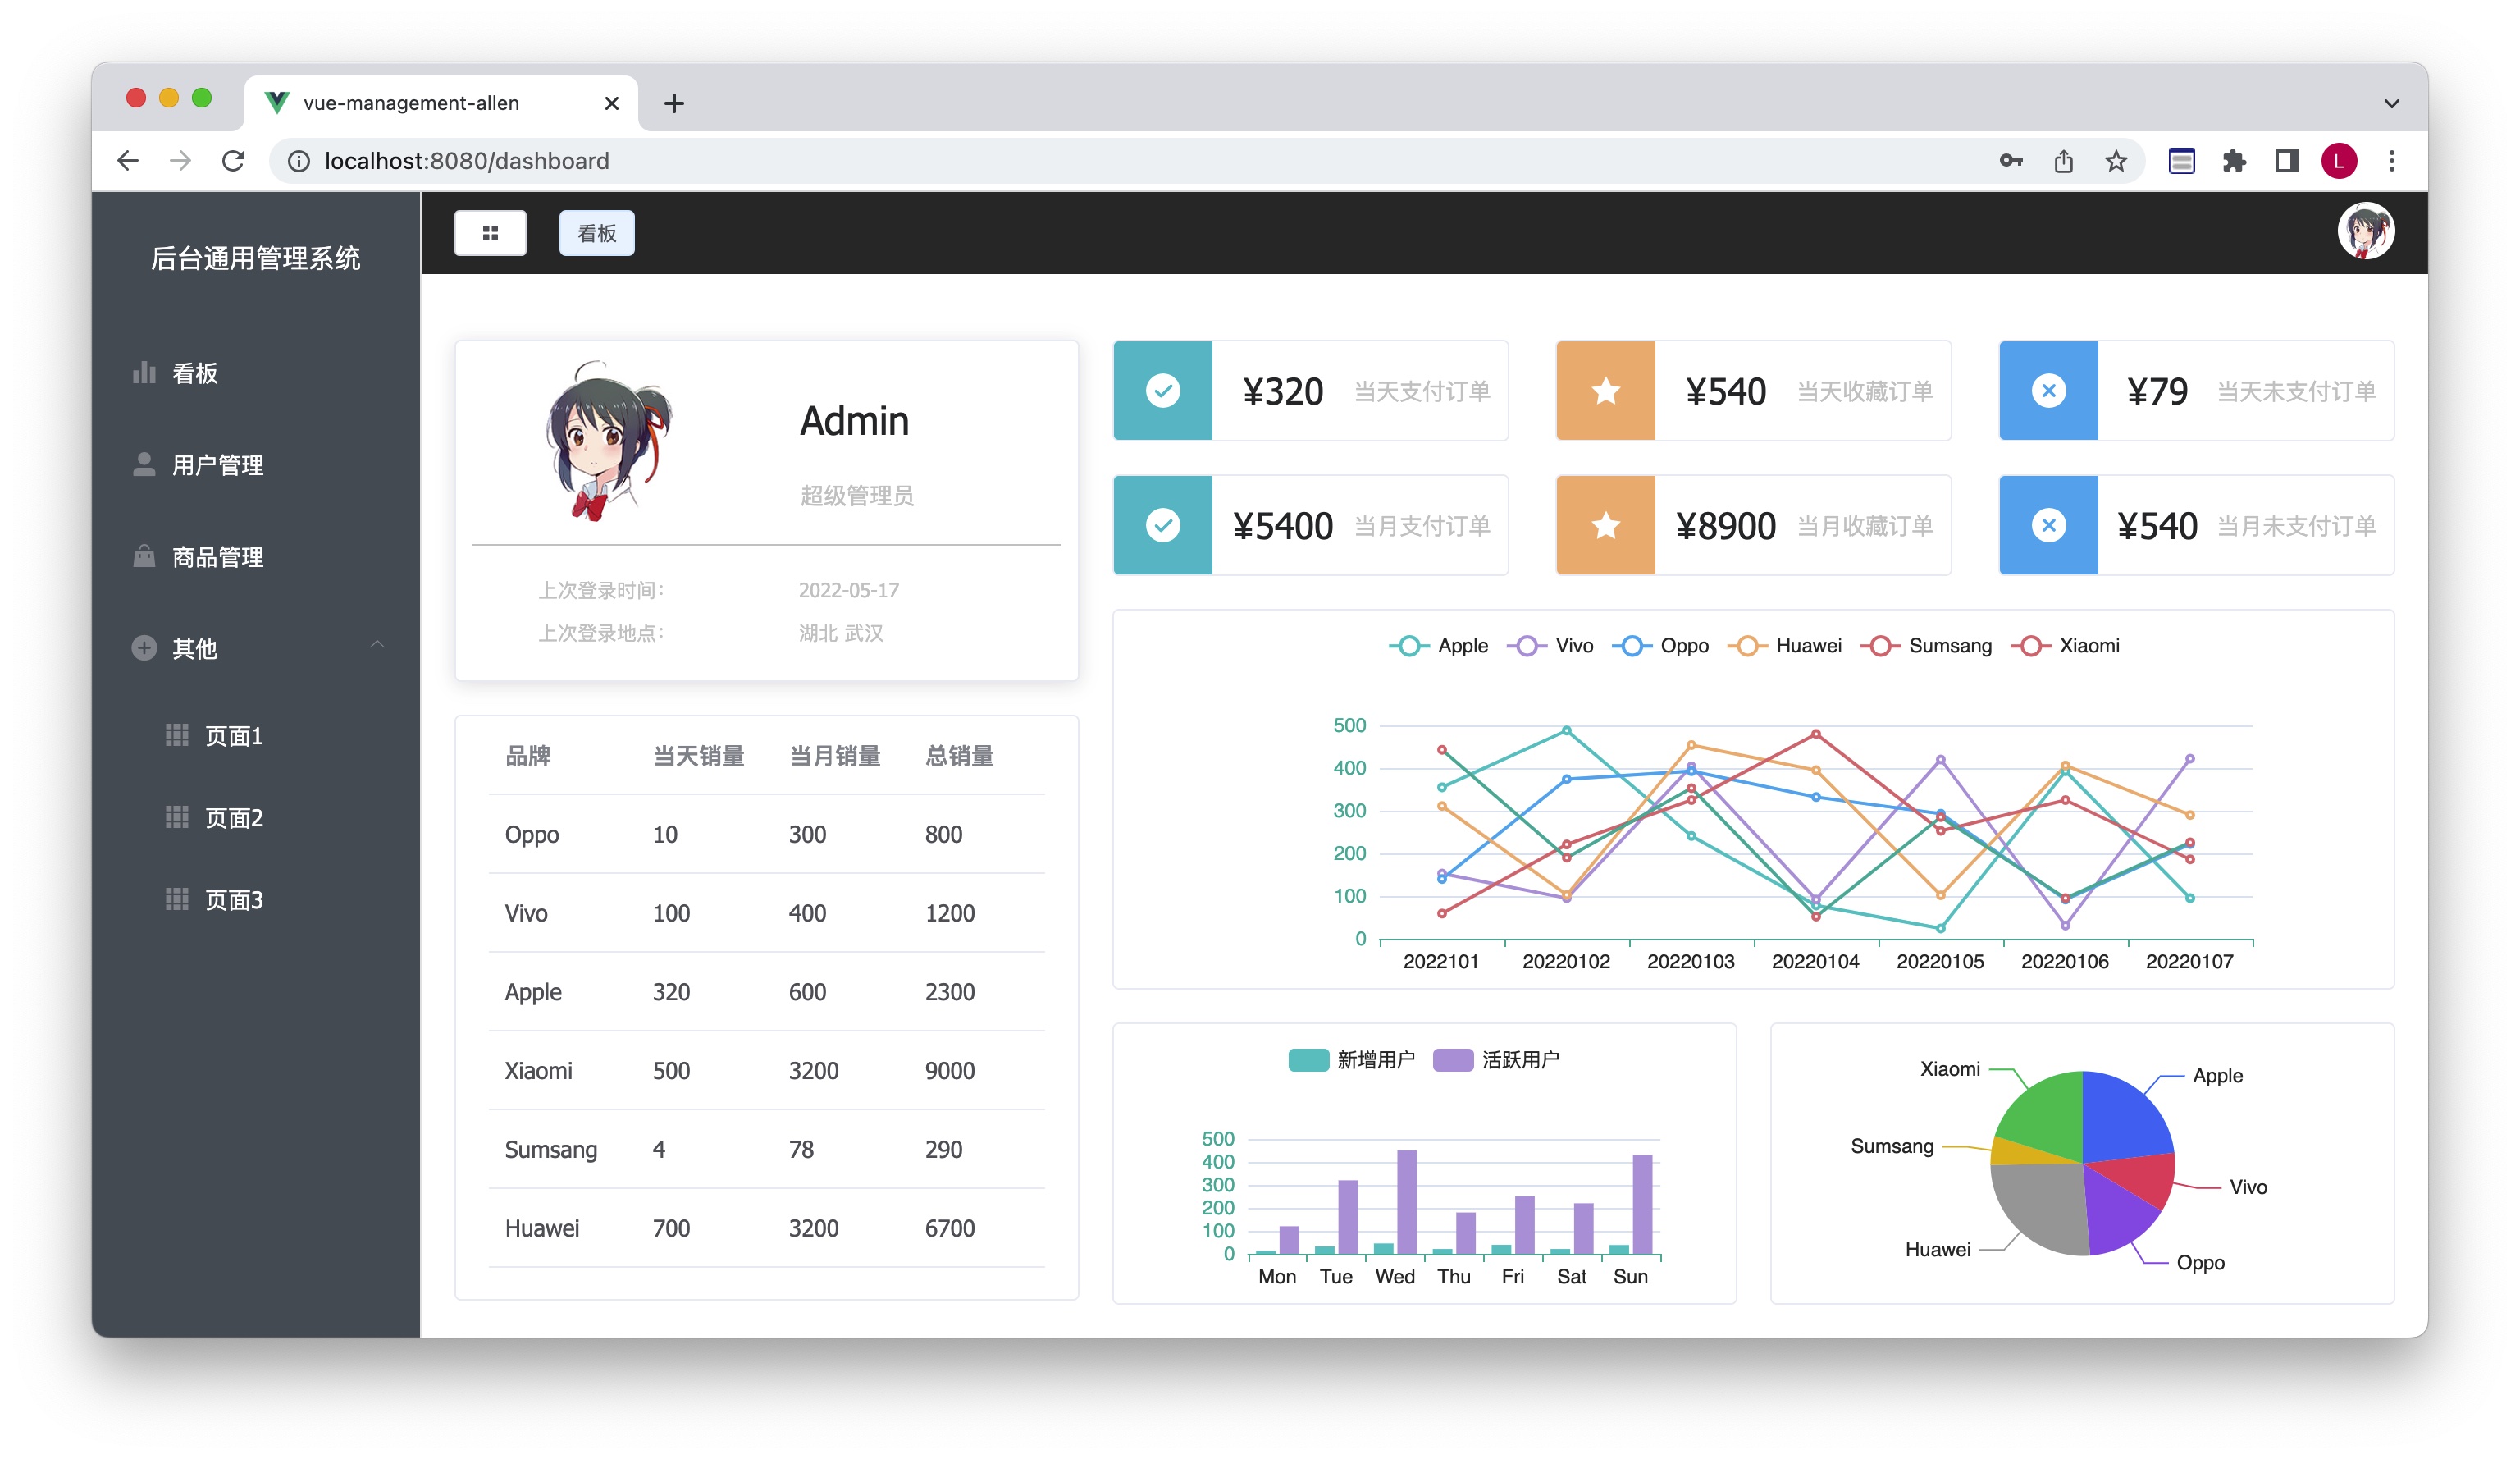 vue-management-allen
localhost:8080/dashboard
L
后台通用管理系统
看板
用户管理
商品管理
其他
页面1
页面2
页面3
看板
Admin
超级管理员
上次登录时间：
2022-05-17
上次登录地点：
湖北 武汉
¥320 当天支付订单
¥540 当天收藏订单
¥79 当天未支付订单
¥5400 当月支付订单
¥8900 当月收藏订单
¥540 当月未支付订单
品牌 当天销量 当月销量 总销量
Oppo 10 300 800
Vivo 100 400 1200
Apple 320 600 2300
Xiaomi 500 3200 9000
Sumsang 4 78 290
Huawei 700 3200 6700
Apple Vivo Oppo Huawei Sumsang Xiaomi
500
400
300
200
100
0
2022101 20220102 20220103 20220104 20220105 20220106 20220107
新增用户 活跃用户
500
400
300
200
100
0
Mon Tue Wed Thu Fri Sat Sun
Xiaomi
Apple
Sumsang
Vivo
Huawei
Oppo